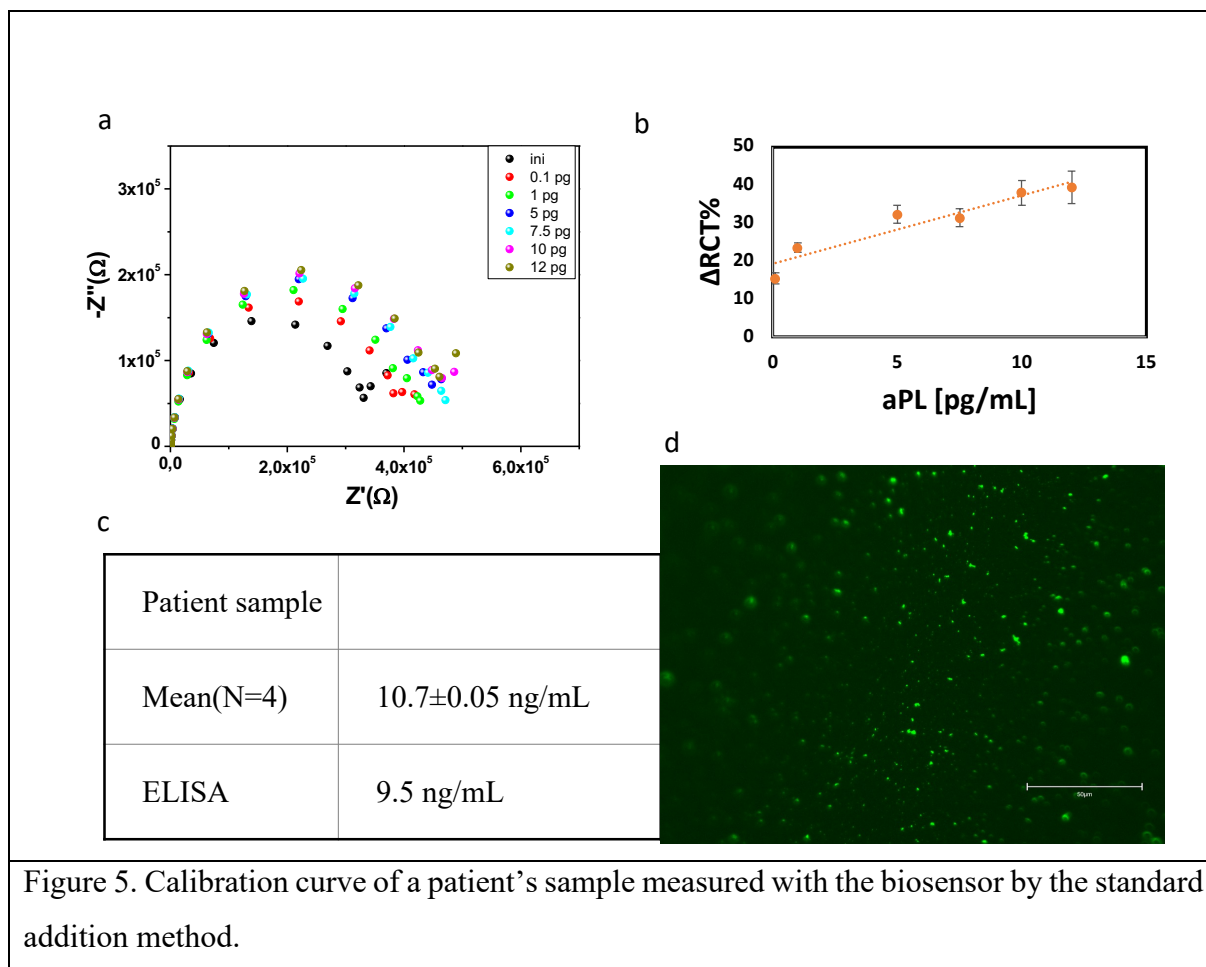 a
3x10⁵
2x10⁵
1x10⁵
0
-Z''(Ω)
0,0
2,0x10⁵
4,0x10⁵
6,0x10⁵
Z'(Ω)
ini
0.1 pg
1 pg
5 pg
7.5 pg
10 pg
12 pg
b
50
40
30
20
10
0
ΔRCT%
0
5
10
15
aPL [pg/mL]
c
Patient sample
Mean(N=4) 10.7±0.05 ng/mL
ELISA 9.5 ng/mL
d
50µm
Figure 5. Calibration curve of a patient’s sample measured with the biosensor by the standard
addition method.